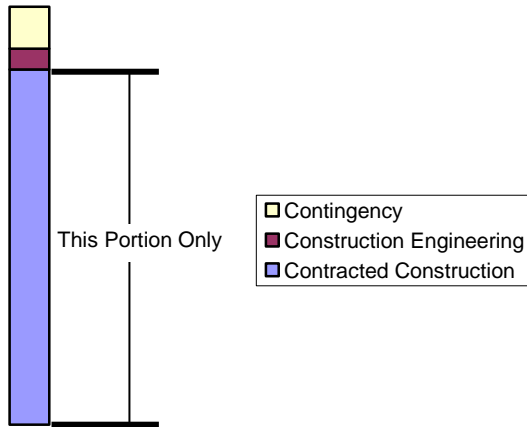 This Portion Only
Contingency
Construction Engineering
Contracted Construction